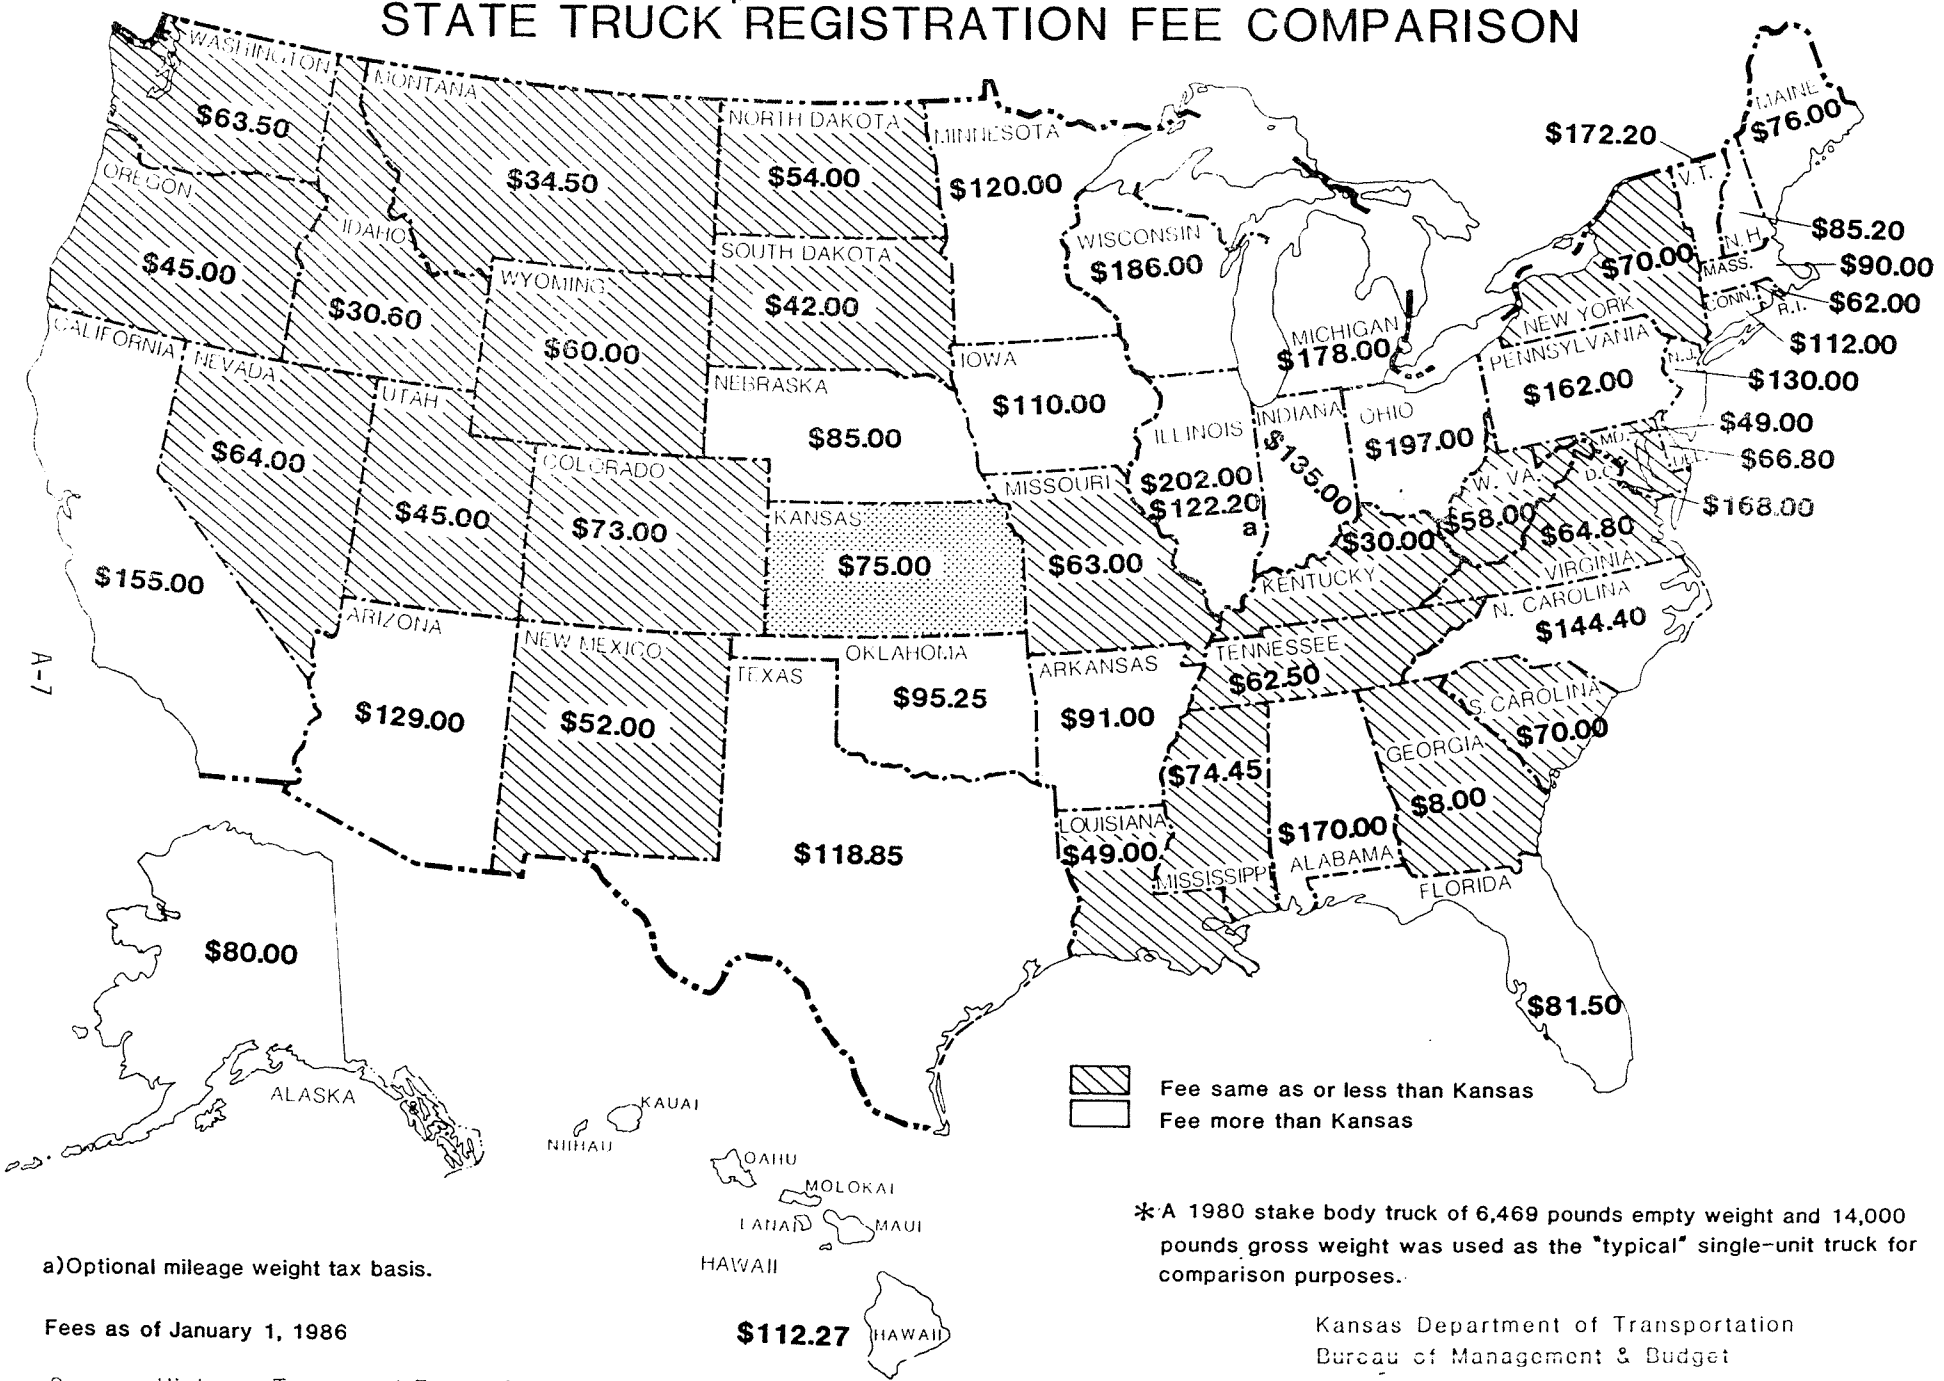 STATE TRUCK REGISTRATION FEE COMPARISON
WASHINGTON
$63.50
MONTANA
$34.50
NORTH DAKOTA
$54.00
MINNESOTA
$120.00
MAINE
$76.00
$172.20
V.T.
OREGON
$45.00
IDAHO
$30.60
WYOMING
$60.00
SOUTH DAKOTA
$42.00
WISCONSIN
$186.00
MICHIGAN
$178.00
NEW YORK
$70.00
N.H.
$85.20
MASS.
$90.00
R.I.
$62.00
CONN.
$112.00
CALIFORNIA
$155.00
NEVADA
$64.00
UTAH
$45.00
COLORADO
$73.00
NEBRASKA
$85.00
IOWA
$110.00
ILLINOIS
$202.00
$122.20
a
INDIANA
$135.00
OHIO
$197.00
PENNSYLVANIA
$162.00
N.J.
$130.00
MD.
$49.00
DEL.
$66.80
D.C.
$168.00
W. VA.
$58.00
$64.80
VIRGINIA
KANSAS
$75.00
MISSOURI
$63.00
$30.00
KENTUCKY
N. CAROLINA
$144.40
ARIZONA
$129.00
NEW MEXICO
$52.00
TEXAS
$118.85
OKLAHOMA
$95.25
ARKANSAS
$91.00
TENNESSEE
$62.50
S. CAROLINA
$70.00
GEORGIA
$8.00
$74.45
MISSISSIPPI
LOUISIANA
$49.00
$170.00
ALABAMA
FLORIDA
$81.50
A-7
$80.00
ALASKA
KAUAI
NIIHAU
OAHU
MOLOKAI
LANAI
MAUI
HAWAII
$112.27
HAWAII
Fee same as or less than Kansas
Fee more than Kansas
* A 1980 stake body truck of 6,469 pounds empty weight and 14,000
pounds gross weight was used as the "typical" single-unit truck for
comparison purposes.
a)Optional mileage weight tax basis.
Fees as of January 1, 1986
Kansas Department of Transportation
Bureau of Management & Budget